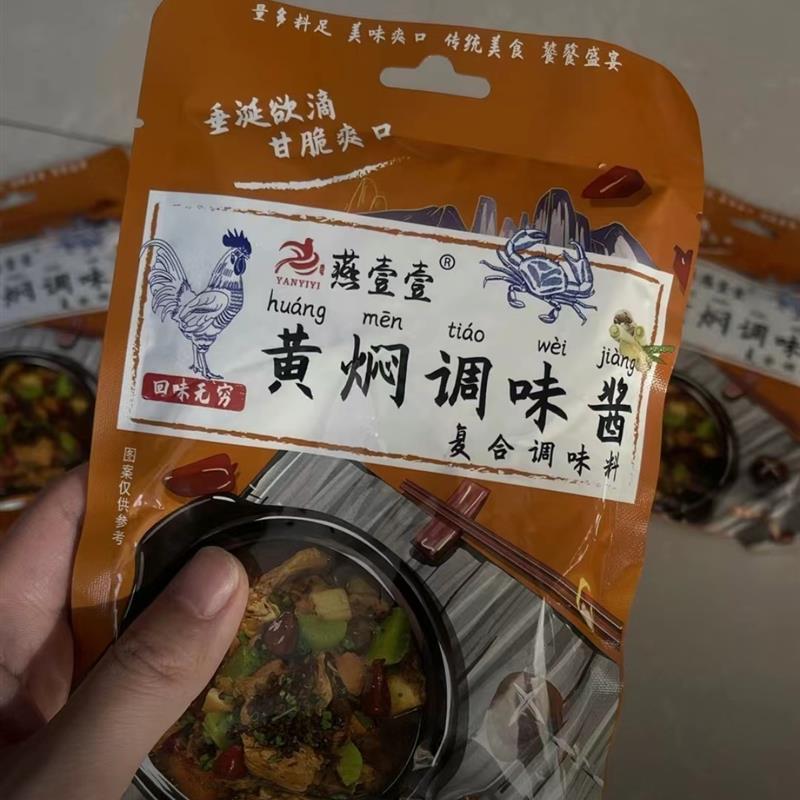 量多料足 美味爽口 传统美食 饕餮盛宴
垂涎欲滴
甘脆爽口
YANYIYI
燕壹壹®
huáng mēn tiáo wèi jiàng
黄焖调味酱
回味无穷
复合调味料
图案仅供参考
焖调味
焖调味